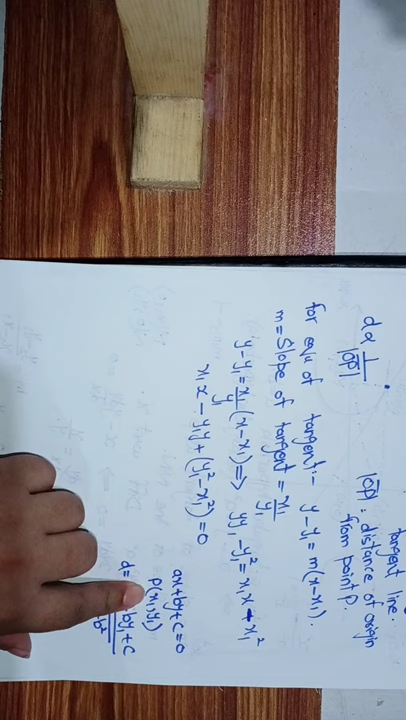 tangent line.
d α 1/|OP|
|OP| = distance of origin
from point P.
for eqn of tangent:- y-y₁ = m(x-x₁).
m = slope of tangent = x₁/y₁
y-y₁ = x₁/y₁ (x-x₁) ⇒ yy₁-y₁² = x₁x-x₁²
x₁x - y₁y + (y₁²-x₁²) = 0
ax+by+c=0
P(x₁,y₁)